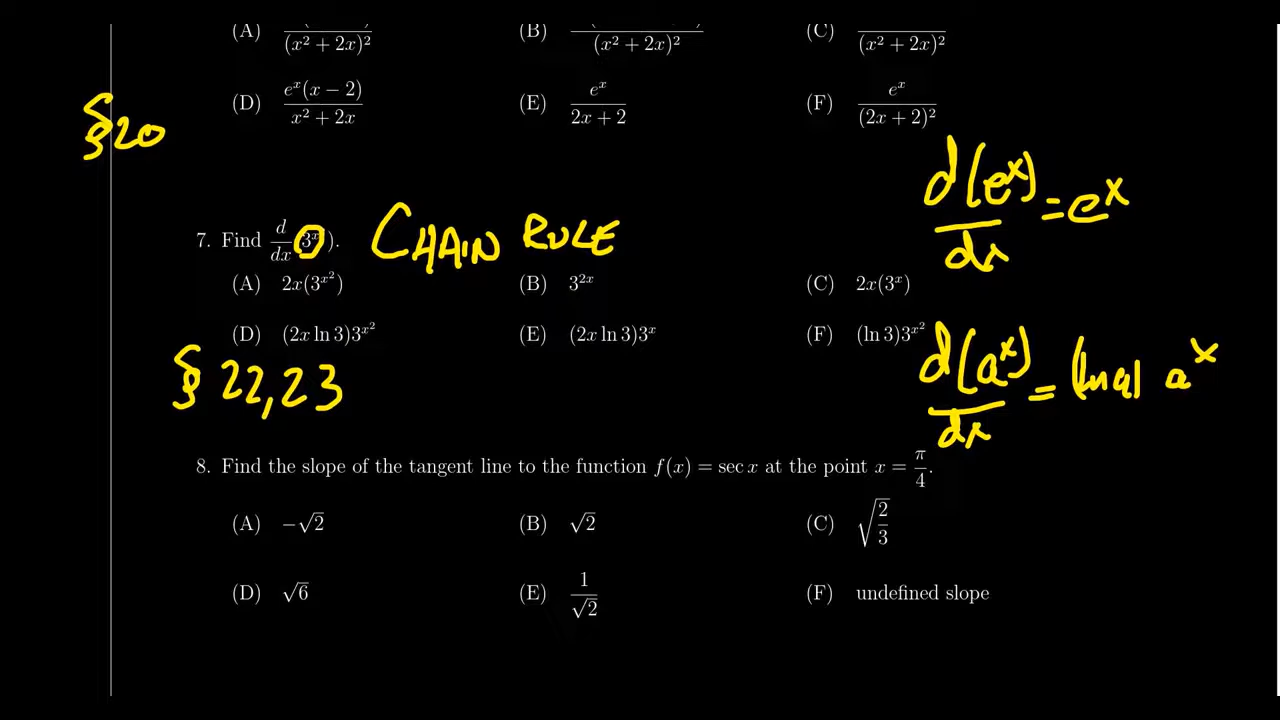 (A) (x² + 2x)² (B) (x² + 2x)² (C) (x² + 2x)²
(D) eˣ(x − 2)/(x² + 2x) (E) eˣ/(2x + 2) (F) eˣ/(2x + 2)²
§20
d(eˣ)/dx = eˣ
7. Find d/dx(3ˣ). CHAIN RULE
(A) 2x(3^{x²}) (B) 3^{2x} (C) 2x(3ˣ)
(D) (2x ln 3)3^{x²} (E) (2x ln 3)3ˣ (F) (ln 3)3^{x²}
§ 22,23
d(aˣ)/dx = (ln a) aˣ
8. Find the slope of the tangent line to the function f(x) = sec x at the point x = π/4.
(A) −√2 (B) √2 (C) √(2/3)
(D) √6 (E) 1/√2 (F) undefined slope